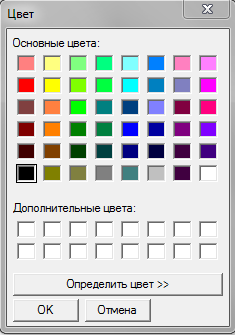 Цвет
Основные цвета:
Дополнительные цвета:
Определить цвет >>
OK
Отмена